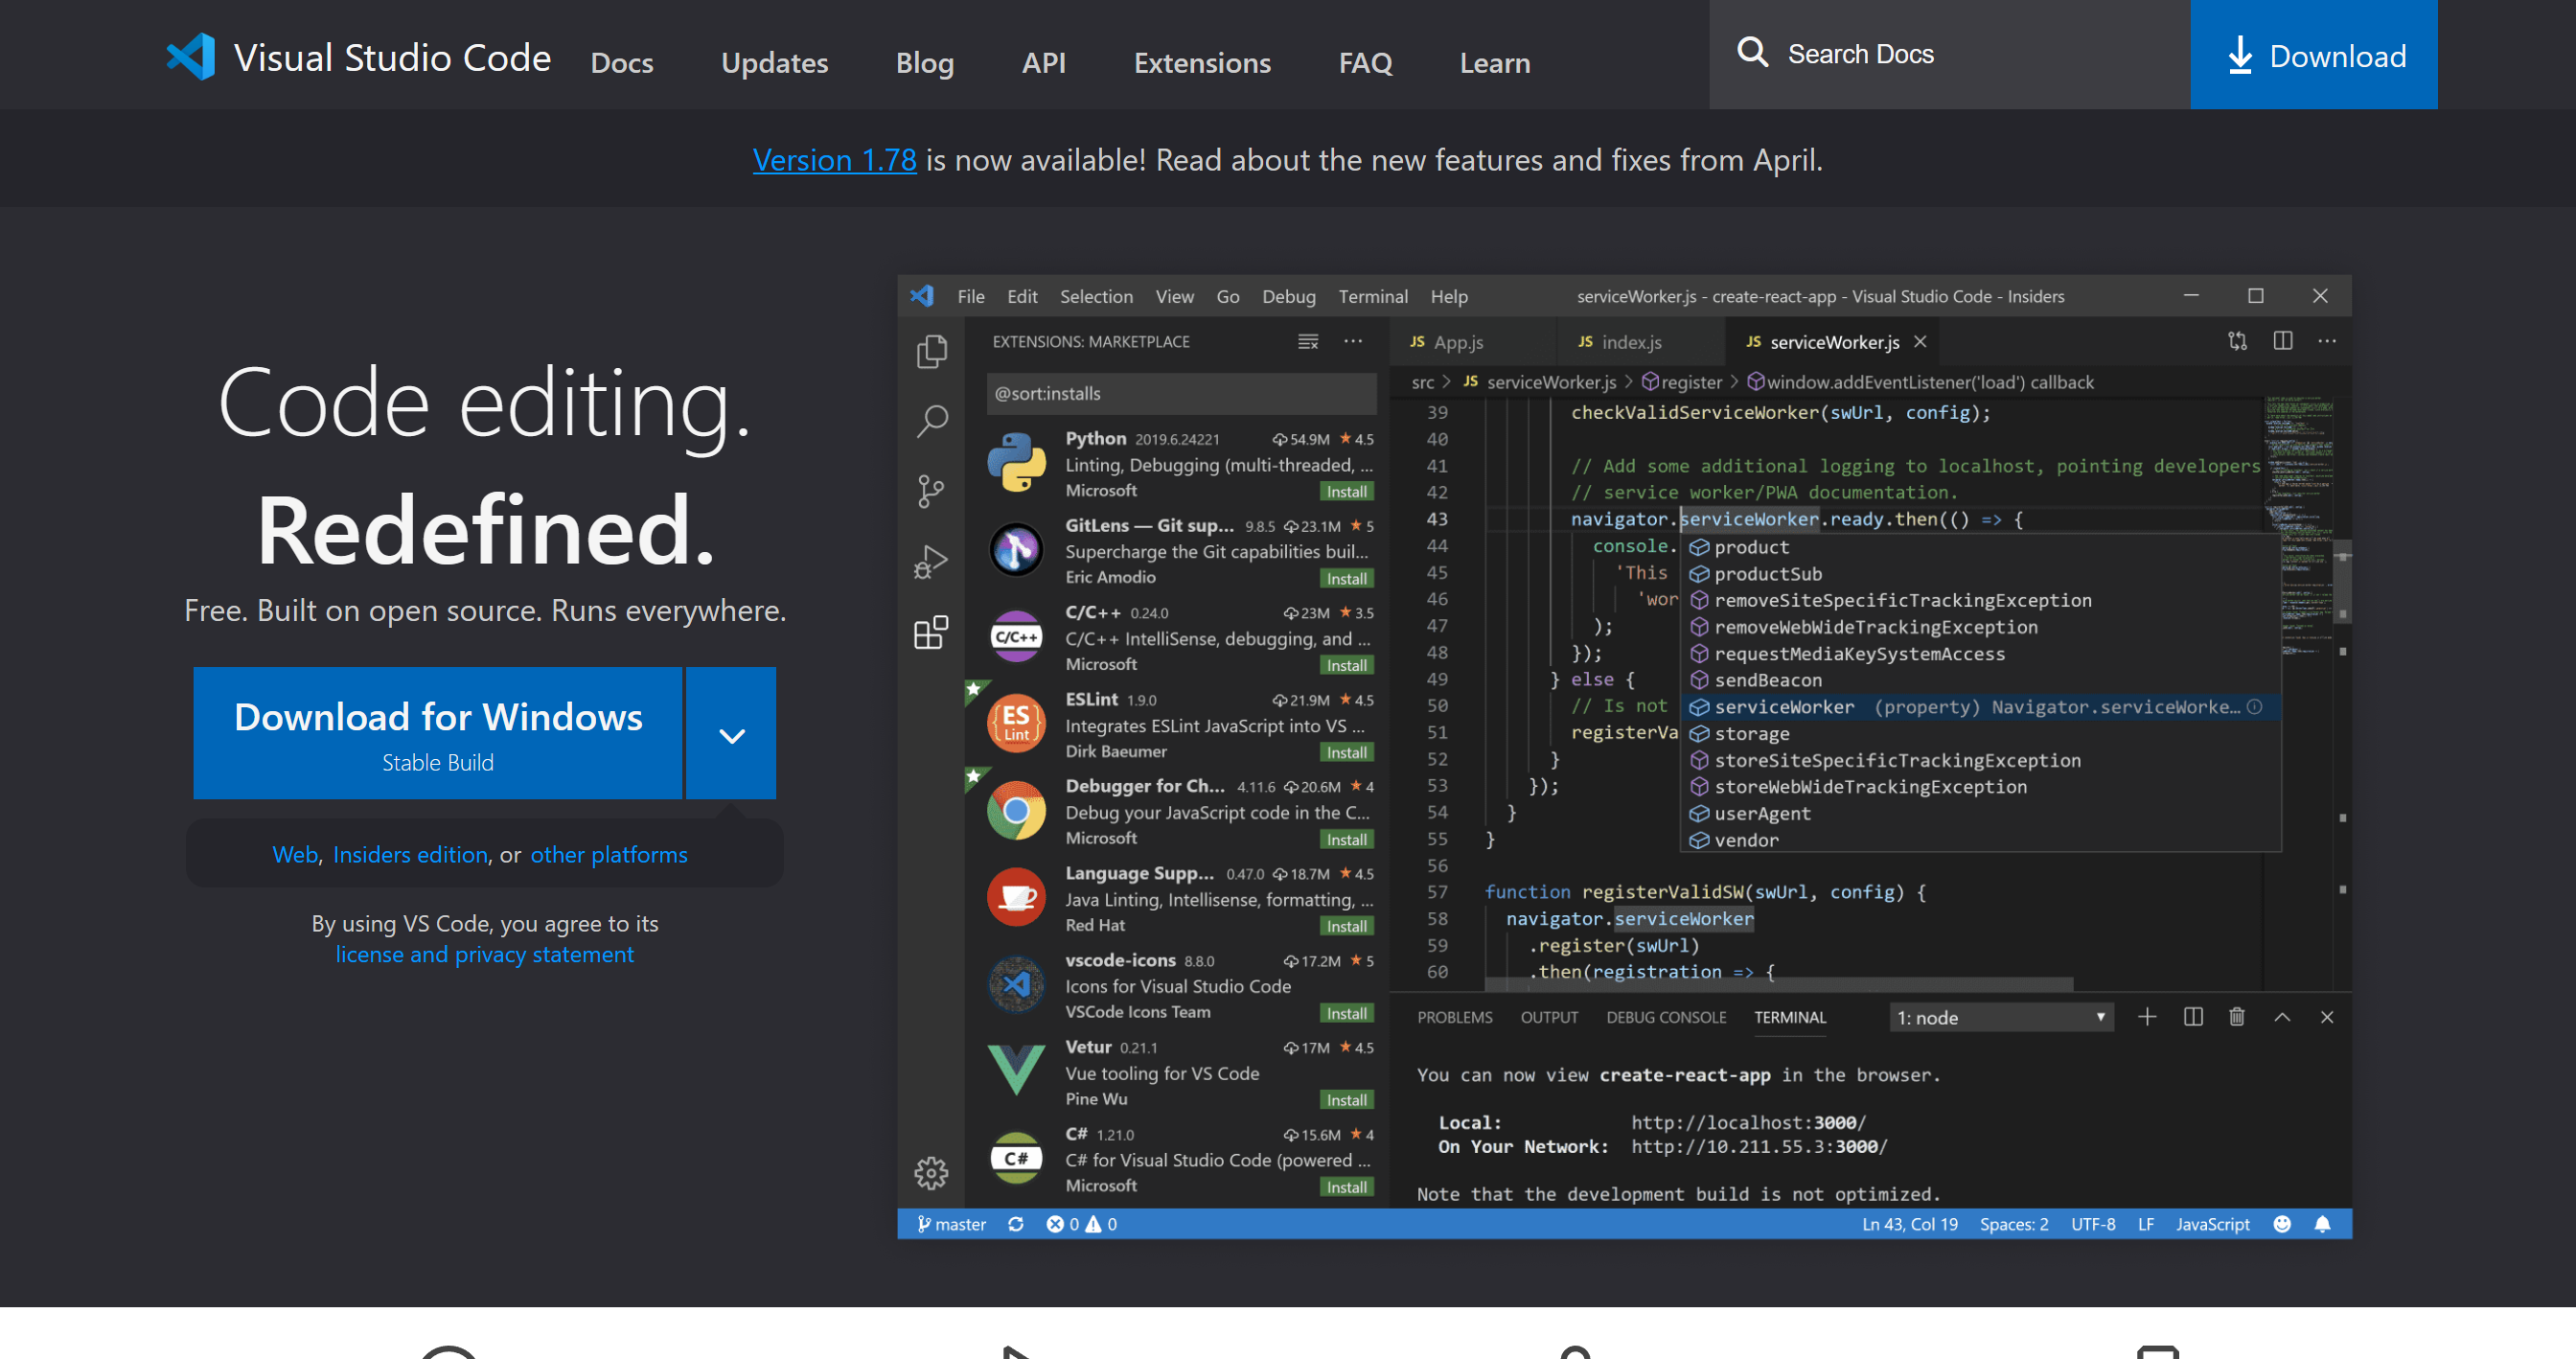 Visual Studio Code
Docs
Updates
Blog
API
Extensions
FAQ
Learn
Search Docs
Download
Version 1.78 is now available! Read about the new features and fixes from April.
Code editing.
Redefined.
Free. Built on open source. Runs everywhere.
Download for Windows
Stable Build
Web, Insiders edition, or other platforms
By using VS Code, you agree to its
license and privacy statement
File Edit Selection View Go Debug Terminal Help
serviceWorker.js - create-react-app - Visual Studio Code - Insiders
EXTENSIONS: MARKETPLACE
@sort:installs
Python 2019.6.24221 54.9M 4.5
Linting, Debugging (multi-threaded, ...
Microsoft Install
GitLens — Git sup... 9.8.5 23.1M 5
Supercharge the Git capabilities buil...
Eric Amodio Install
C/C++
C/C++ 0.24.0 23M 3.5
C/C++ IntelliSense, debugging, and ...
Microsoft Install
ES
Lint
ESLint 1.9.0 21.9M 4.5
Integrates ESLint JavaScript into VS ...
Dirk Baeumer Install
Debugger for Ch... 4.11.6 20.6M 4
Debug your JavaScript code in the C...
Microsoft Install
Language Supp... 0.47.0 18.7M 4.5
Java Linting, Intellisense, formatting, ...
Red Hat Install
vscode-icons 8.8.0 17.2M 5
Icons for Visual Studio Code
VSCode Icons Team Install
Vetur 0.21.1 17M 4.5
Vue tooling for VS Code
Pine Wu Install
C#
C# 1.21.0 15.6M 4
C# for Visual Studio Code (powered ...
Microsoft Install
JS App.js
JS index.js
JS serviceWorker.js
src > JS serviceWorker.js > register > window.addEventListener('load') callback
39 checkValidServiceWorker(swUrl, config);
40
41 // Add some additional logging to localhost, pointing developers
42 // service worker/PWA documentation.
43 navigator.serviceWorker.ready.then(() => {
44 console.
45 'This
46 'wor
47 );
48 });
49 } else {
50 // Is not
51 registerVa
52 }
53 });
54 }
55 }
56
57 function registerValidSW(swUrl, config) {
58 navigator.serviceWorker
59 .register(swUrl)
60 .then(registration => {
product
productSub
removeSiteSpecificTrackingException
removeWebWideTrackingException
requestMediaKeySystemAccess
sendBeacon
serviceWorker (property) Navigator.serviceWorke...
storage
storeSiteSpecificTrackingException
storeWebWideTrackingException
userAgent
vendor
PROBLEMS OUTPUT DEBUG CONSOLE TERMINAL 1: node
You can now view create-react-app in the browser.
Local: http://localhost:3000/
On Your Network: http://10.211.55.3:3000/
Note that the development build is not optimized.
master 0 0
Ln 43, Col 19 Spaces: 2 UTF-8 LF JavaScript